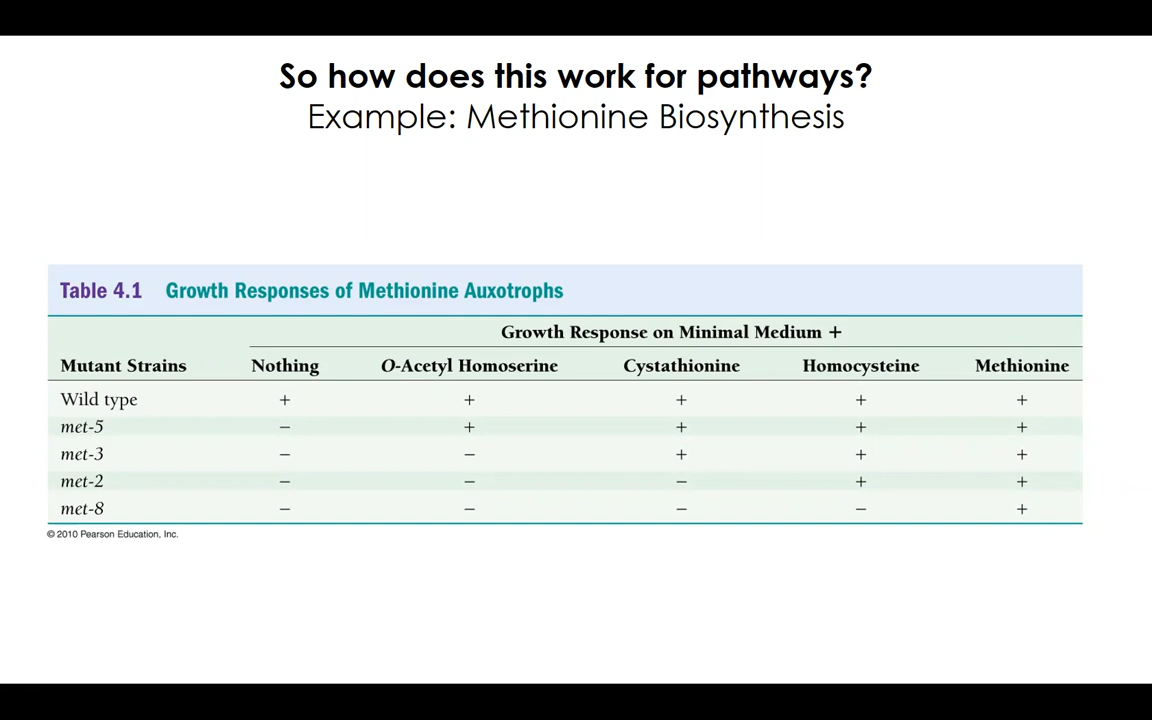 So how does this work for pathways?
Example: Methionine Biosynthesis
Table 4.1 Growth Responses of Methionine Auxotrophs
Growth Response on Minimal Medium +
Mutant Strains Nothing O-Acetyl Homoserine Cystathionine Homocysteine Methionine
Wild type + + + + +
met-5 − + + + +
met-3 − − + + +
met-2 − − − + +
met-8 − − − − +
© 2010 Pearson Education, Inc.